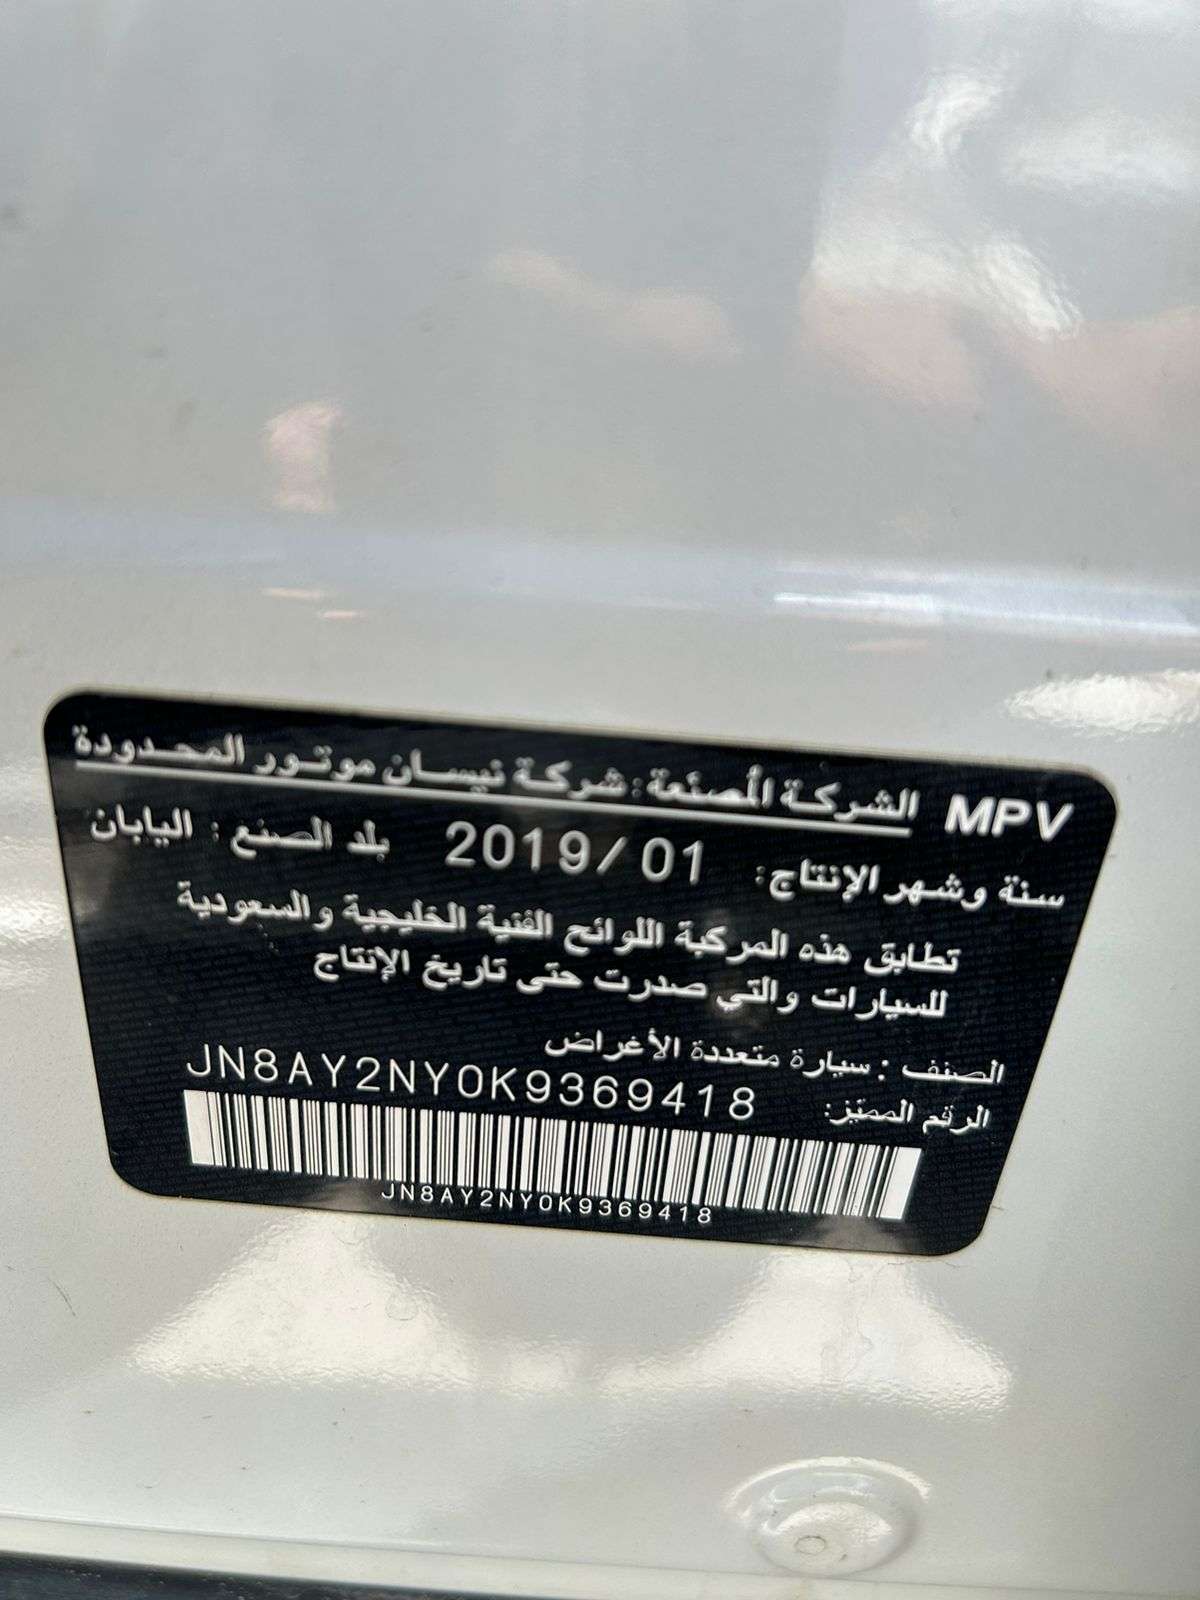 MPV الشركة المصنعة: شركة نيسان موتور المحدودة
سنة وشهر الإنتاج: 2019/01 بلد الصنع: اليابان
تطابق هذه المركبة اللوائح الفنية الخليجية والسعودية
للسيارات والتي صدرت حتى تاريخ الإنتاج
الصنف: سيارة متعددة الأغراض
الرقم المميّز: JN8AY2NY0K9369418
JN8AY2NY0K9369418